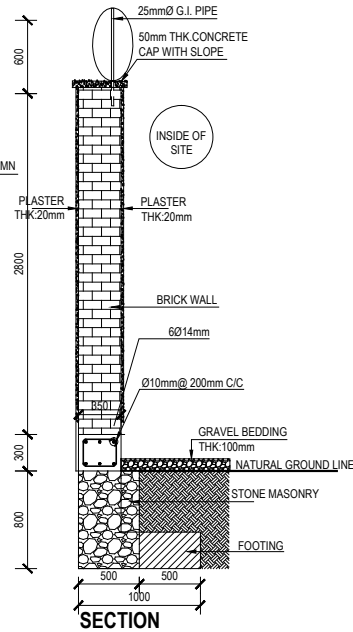 25mmØ G.I. PIPE
600
50mm THK.CONCRETE
CAP WITH SLOPE
INSIDE OF
SITE
MN
PLASTER
THK:20mm
PLASTER
THK:20mm
2800
BRICK WALL
6Ø14mm
Ø10mm@ 200mm C/C
350
GRAVEL BEDDING
THK:100mm
300
NATURAL GROUND LINE
STONE MASONRY
800
FOOTING
500
500
1000
SECTION